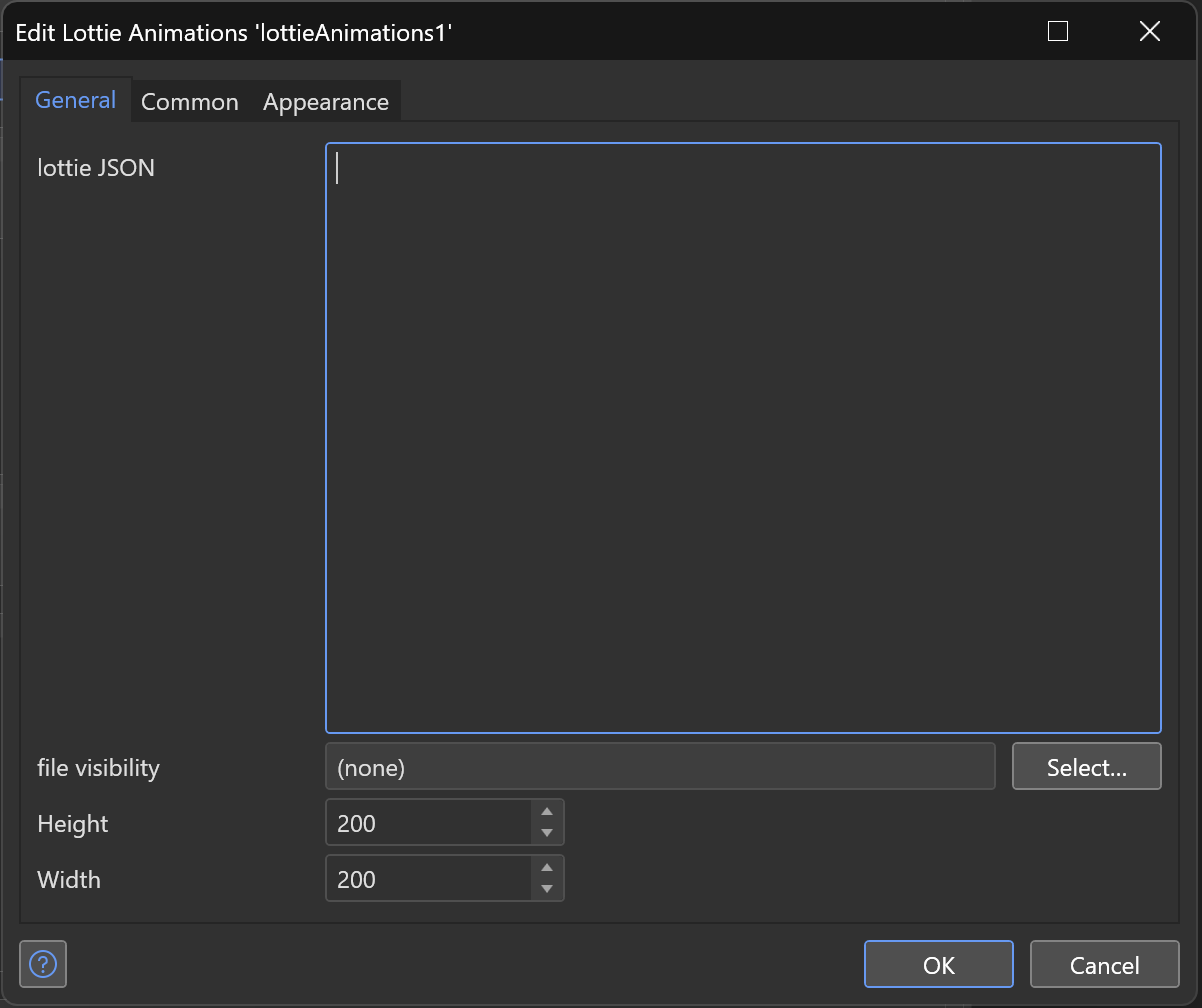 Edit Lottie Animations 'lottieAnimations1'
General Common Appearance
lottie JSON
file visibility (none) Select...
Height 200
Width 200
? OK Cancel